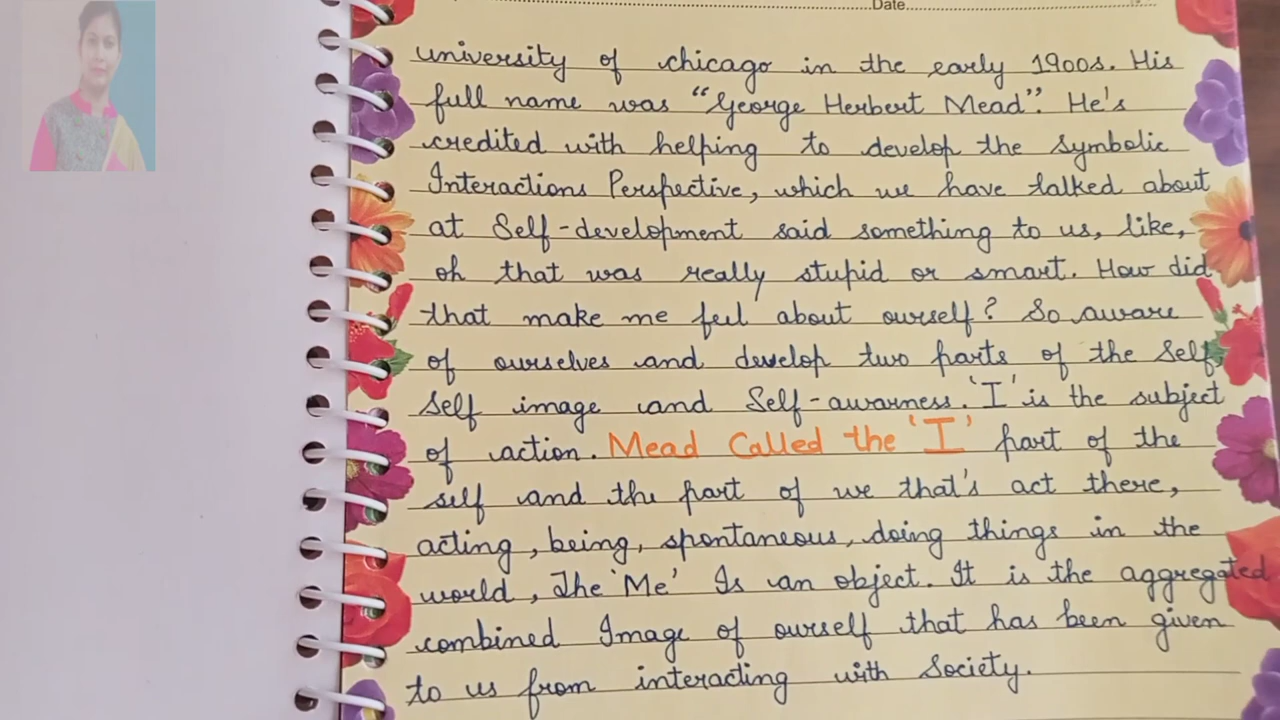 Date
university of chicago in the early 1900s. His
full name was "George Herbert Mead". He's
credited with helping to develop the Symbolic
Interactions Perspective, which we have talked about
at Self-development said something to us, like,
oh that was really stupid or smart. How did
that make me feel about ourself? So aware
of ourselves and develop two parts of the Self
Self image and Self-awarness. 'I' is the subject
of action. Mead Called the 'I' part of the
self and the part of we that's act there,
acting, being, spontaneous, doing things in the
world, The 'Me' Is an object. It is the aggregated
combined Image of ourself that has been given
to us from interacting with Society.